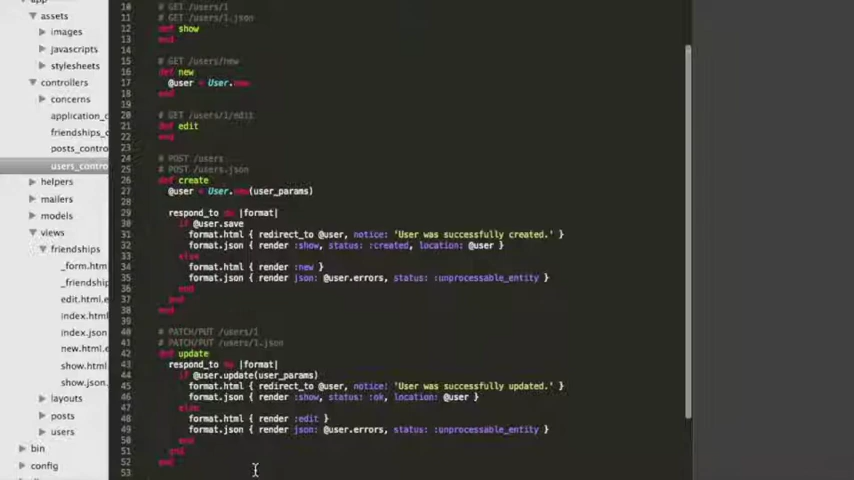 app
assets
images
javascripts
stylesheets
controllers
concerns
application_c
friendships_c
posts_contro
users_contro
helpers
mailers
models
views
friendships
_form.htm
_friendship
edit.html.e
index.html.e
index.json
new.html.e
show.html.
show.json.
layouts
posts
users
bin
config
10 # GET /users/1
11 # GET /users/1.json
12 def show
13 end
14
15 # GET /users/new
16 def new
17 @user = User.new
18 end
19
20 # GET /users/1/edit
21 def edit
22 end
23
24 # POST /users
25 # POST /users.json
26 def create
27 @user = User.new(user_params)
28
29 respond_to do |format|
30 if @user.save
31 format.html { redirect_to @user, notice: 'User was successfully created.' }
32 format.json { render :show, status: :created, location: @user }
33 else
34 format.html { render :new }
35 format.json { render json: @user.errors, status: :unprocessable_entity }
36 end
37 end
38 end
39
40 # PATCH/PUT /users/1
41 # PATCH/PUT /users/1.json
42 def update
43 respond_to do |format|
44 if @user.update(user_params)
45 format.html { redirect_to @user, notice: 'User was successfully updated.' }
46 format.json { render :show, status: :ok, location: @user }
47 else
48 format.html { render :edit }
49 format.json { render json: @user.errors, status: :unprocessable_entity }
50 end
51 end
52 end
53